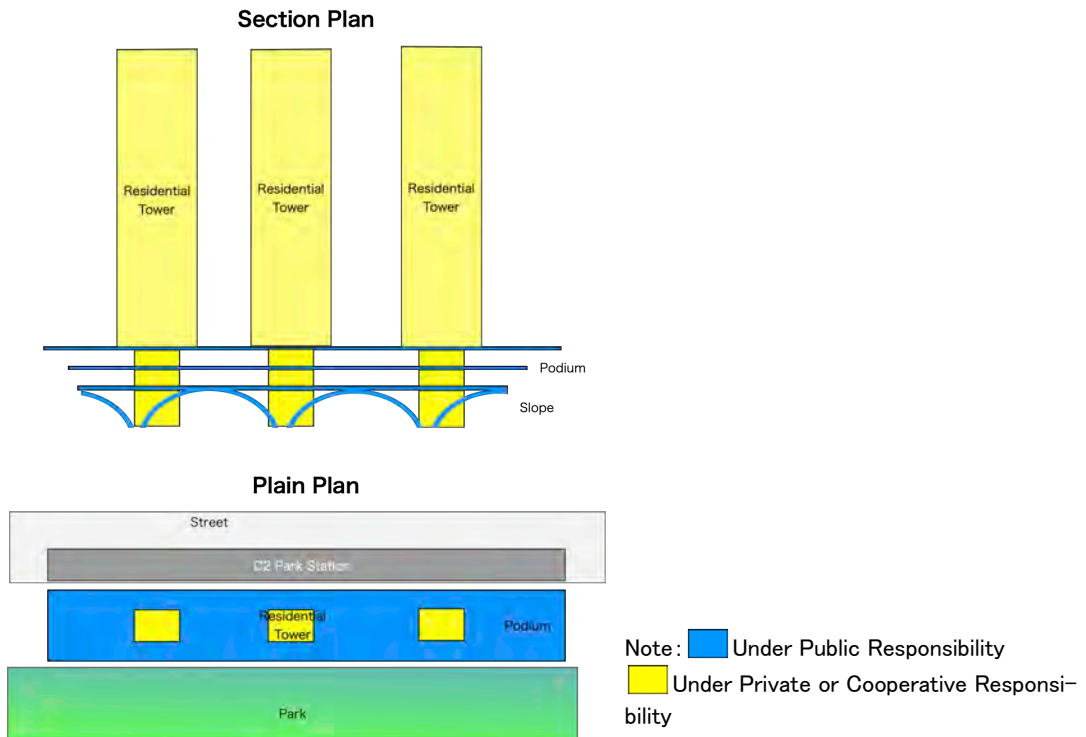 Section Plan
Residential
Tower
Residential
Tower
Residential
Tower
Podium
Slope
Plain Plan
Street
C2 Park Station
Residential
Tower
Podium
Park
Note: Under Public Responsibility
Under Private or Cooperative Responsi-
bility